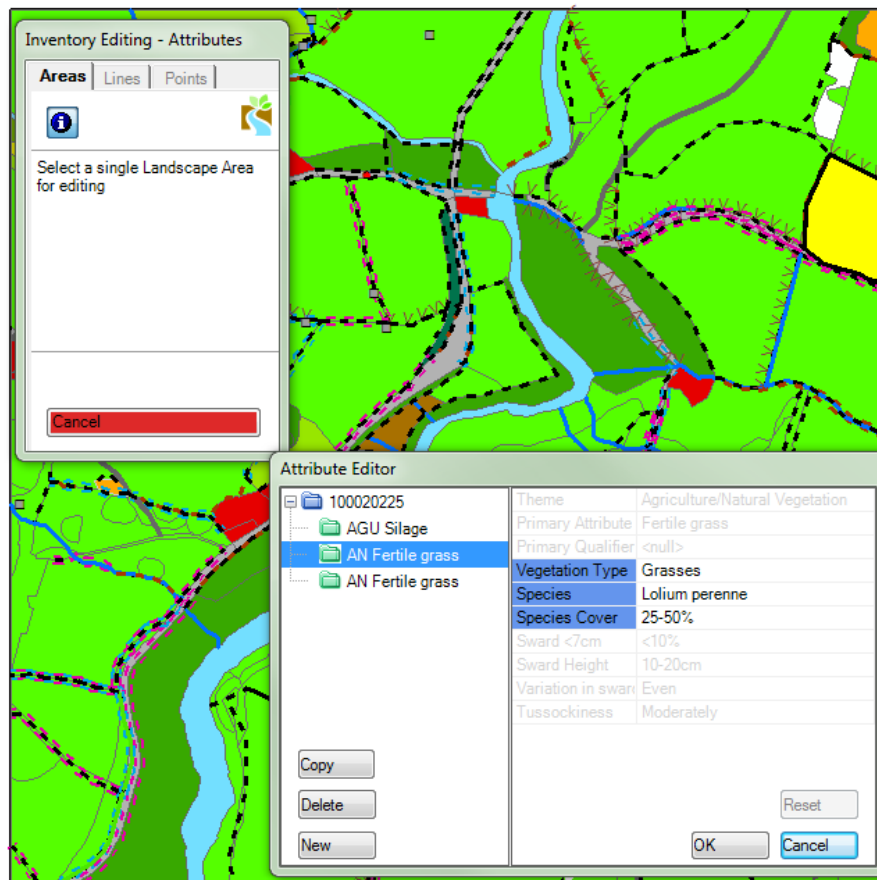 Inventory Editing - Attributes
Areas Lines Points
Select a single Landscape Area
for editing
Cancel
Attribute Editor
100020225
AGU Silage
AN Fertile grass
AN Fertile grass
Theme Agriculture/Natural Vegetation
Primary Attribute Fertile grass
Primary Qualifier <null>
Vegetation Type Grasses
Species Lolium perenne
Species Cover 25-50%
Sward <7cm <10%
Sward Height 10-20cm
Variation in swar Even
Tussockiness Moderately
Copy
Delete
New
Reset
OK
Cancel